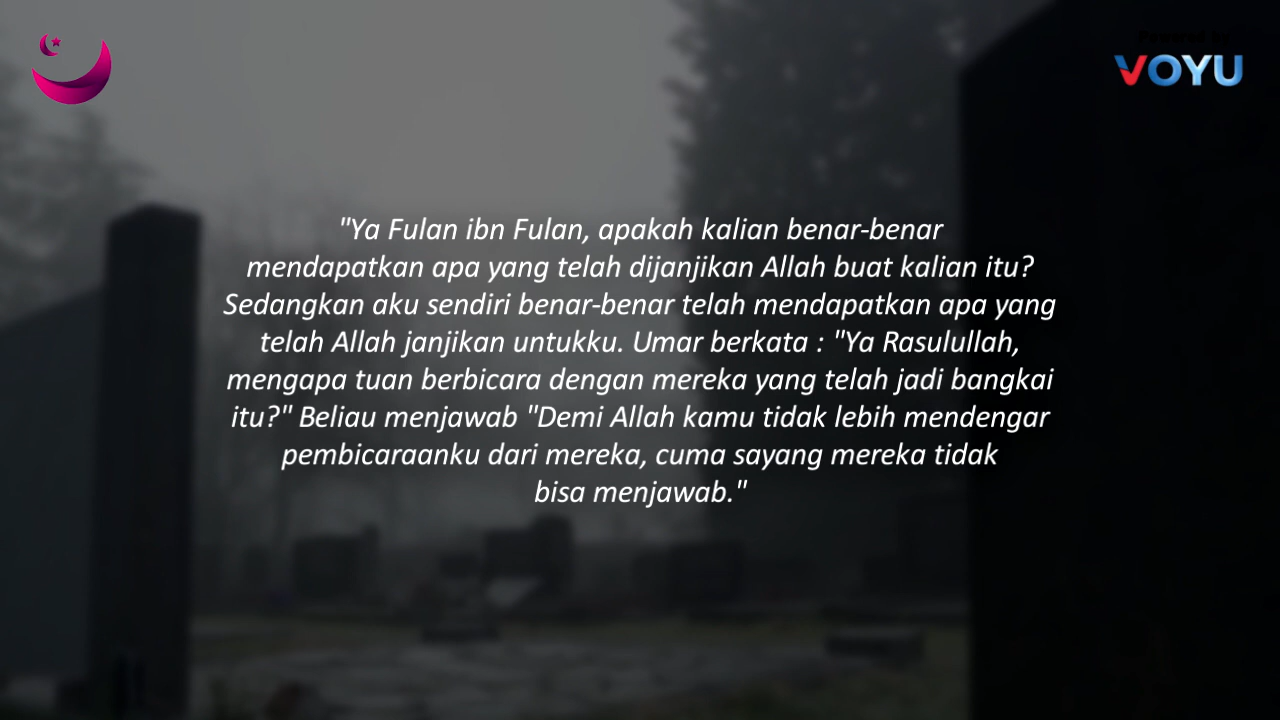 Powered by
VOYU
"Ya Fulan ibn Fulan, apakah kalian benar-benar
mendapatkan apa yang telah dijanjikan Allah buat kalian itu?
Sedangkan aku sendiri benar-benar telah mendapatkan apa yang
telah Allah janjikan untukku. Umar berkata : "Ya Rasulullah,
mengapa tuan berbicara dengan mereka yang telah jadi bangkai
itu?" Beliau menjawab "Demi Allah kamu tidak lebih mendengar
pembicaraanku dari mereka, cuma sayang mereka tidak
bisa menjawab."